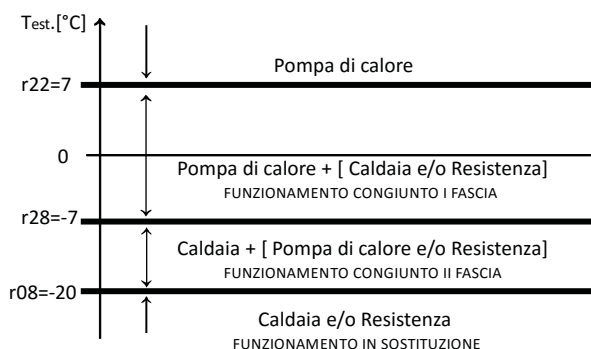 Test.[°C]
Pompa di calore
r22=7
0
Pompa di calore + [ Caldaia e/o Resistenza]
FUNZIONAMENTO CONGIUNTO I FASCIA
r28=-7
Caldaia + [ Pompa di calore e/o Resistenza]
FUNZIONAMENTO CONGIUNTO II FASCIA
r08=-20
Caldaia e/o Resistenza
FUNZIONAMENTO IN SOSTITUZIONE